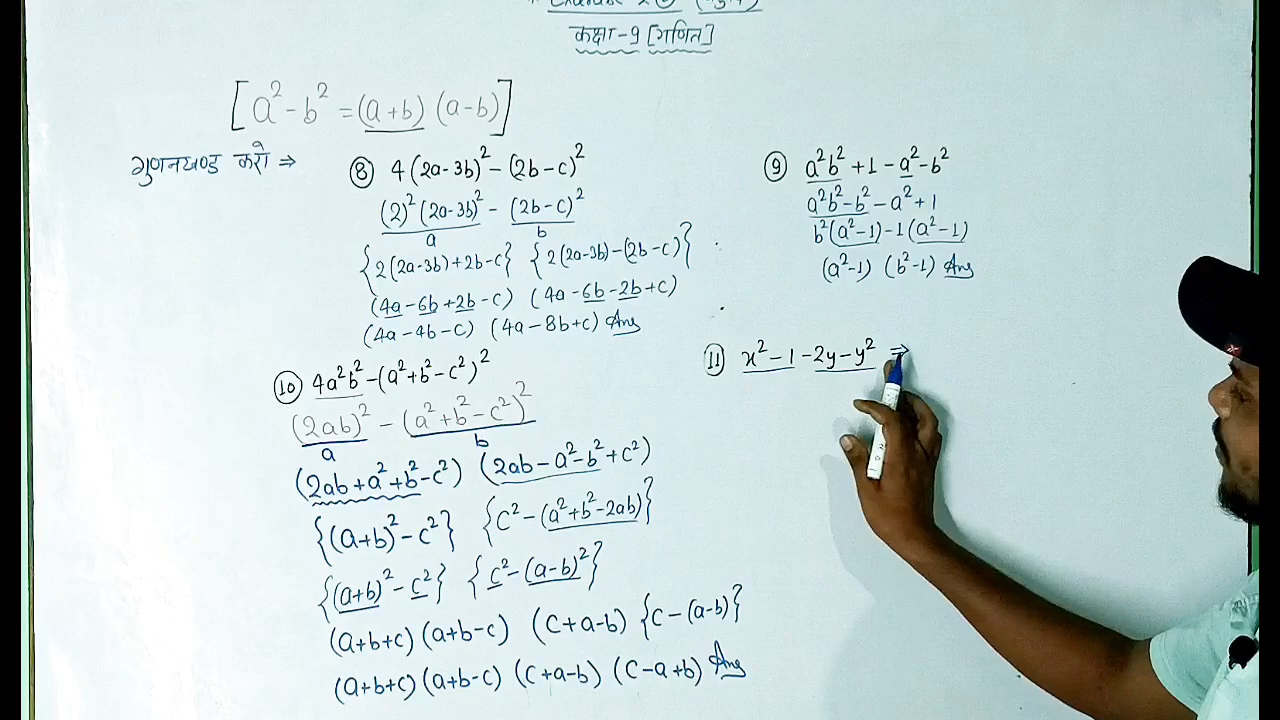 कक्षा-9 [गणित]
[a²-b² = (a+b) (a-b)]
गुणनखण्ड करो ⇒
⑧ 4(2a-3b)² - (2b-c)²
(2)² (2a-3b)² - (2b-c)²
a b
{2(2a-3b)+2b-c} {2(2a-3b)-(2b-c)}
(4a-6b+2b-c) (4a-6b-2b+c)
(4a-4b-c) (4a-8b+c) Ans
⑨ a²b²+1-a²-b²
a²b²-b²-a²+1
b²(a²-1)-1(a²-1)
(a²-1) (b²-1) Ans
⑩ 4a²b²-(a²+b²-c²)²
(2ab)² - (a²+b²-c²)²
a b
(2ab+a²+b²-c²) (2ab-a²-b²+c²)
{(a+b)²-c²} {c²-(a²+b²-2ab)}
{(a+b)²-c²} {c²-(a-b)²}
(a+b+c) (a+b-c) (c+a-b) {c-(a-b)}
(a+b+c) (a+b-c) (c+a-b) (c-a+b) Ans
⑪ x²-1-2y-y² ⇒